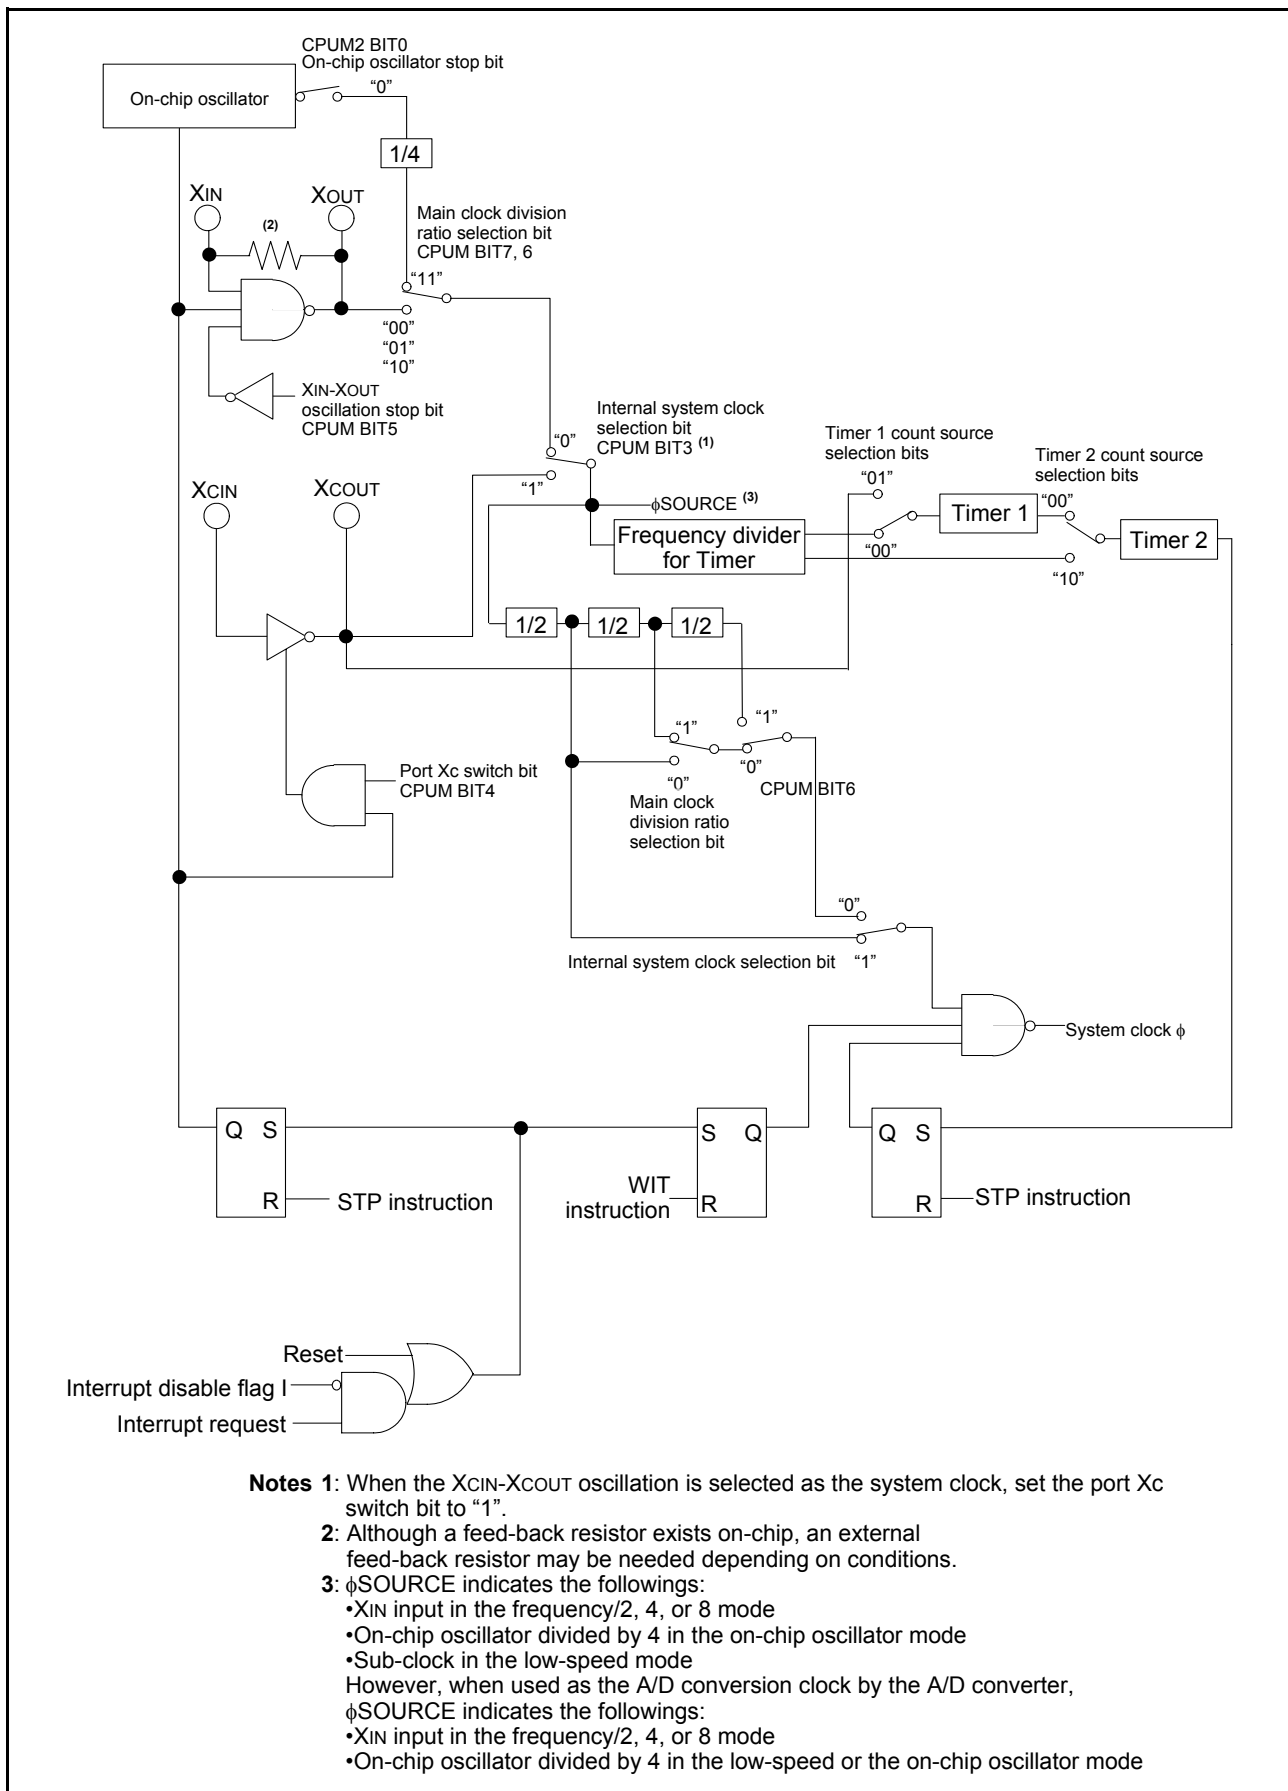 CPUM2 BIT0
On-chip oscillator stop bit
“0”
On-chip oscillator
1/4
XIN
XOUT
(2)
Main clock division
ratio selection bit
CPUM BIT7, 6
“11”
“00”
“01”
“10”
XIN-XOUT
oscillation stop bit
CPUM BIT5
Internal system clock
selection bit
CPUM BIT3 (1)
“0”
“1”
Timer 1 count source
selection bits
“01”
Timer 2 count source
selection bits
“00”
XCIN
XCOUT
ϕSOURCE (3)
Frequency divider
for Timer
“00”
Timer 1
Timer 2
“10”
1/2
1/2
1/2
“1”
“1”
“0”
“0”
Main clock
division ratio
selection bit
CPUM BIT6
Port Xc switch bit
CPUM BIT4
“0”
Internal system clock selection bit
“1”
System clock ϕ
Q S
R
STP instruction
S Q
R
WIT
instruction
Q S
R
STP instruction
Reset
Interrupt disable flag I
Interrupt request
Notes 1: When the XCIN-XCOUT oscillation is selected as the system clock, set the port Xc
switch bit to “1”.
2: Although a feed-back resistor exists on-chip, an external
feed-back resistor may be needed depending on conditions.
3: ϕSOURCE indicates the followings:
•XIN input in the frequency/2, 4, or 8 mode
•On-chip oscillator divided by 4 in the on-chip oscillator mode
•Sub-clock in the low-speed mode
However, when used as the A/D conversion clock by the A/D converter,
ϕSOURCE indicates the followings:
•XIN input in the frequency/2, 4, or 8 mode
•On-chip oscillator divided by 4 in the low-speed or the on-chip oscillator mode